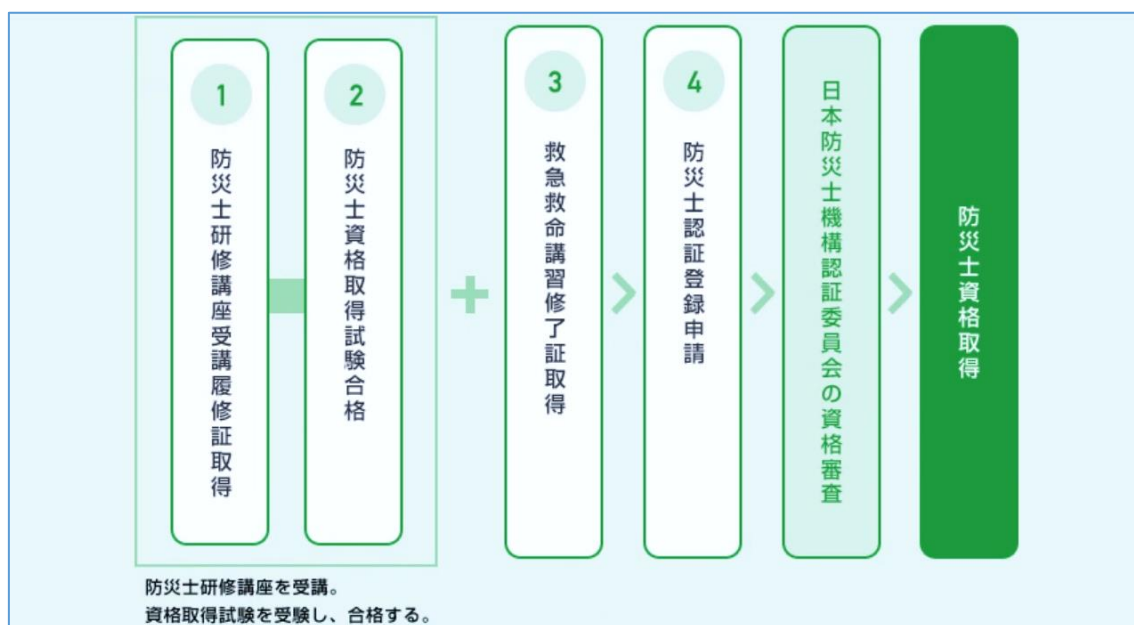 1
防災士研修講座受講履修証取得
2
防災士資格取得試験合格
3
救急救命講習修了証取得
4
防災士認証登録申請
日本防災士機構認証委員会の資格審査
防災士資格取得
防災士研修講座を受講。
資格取得試験を受験し、合格する。